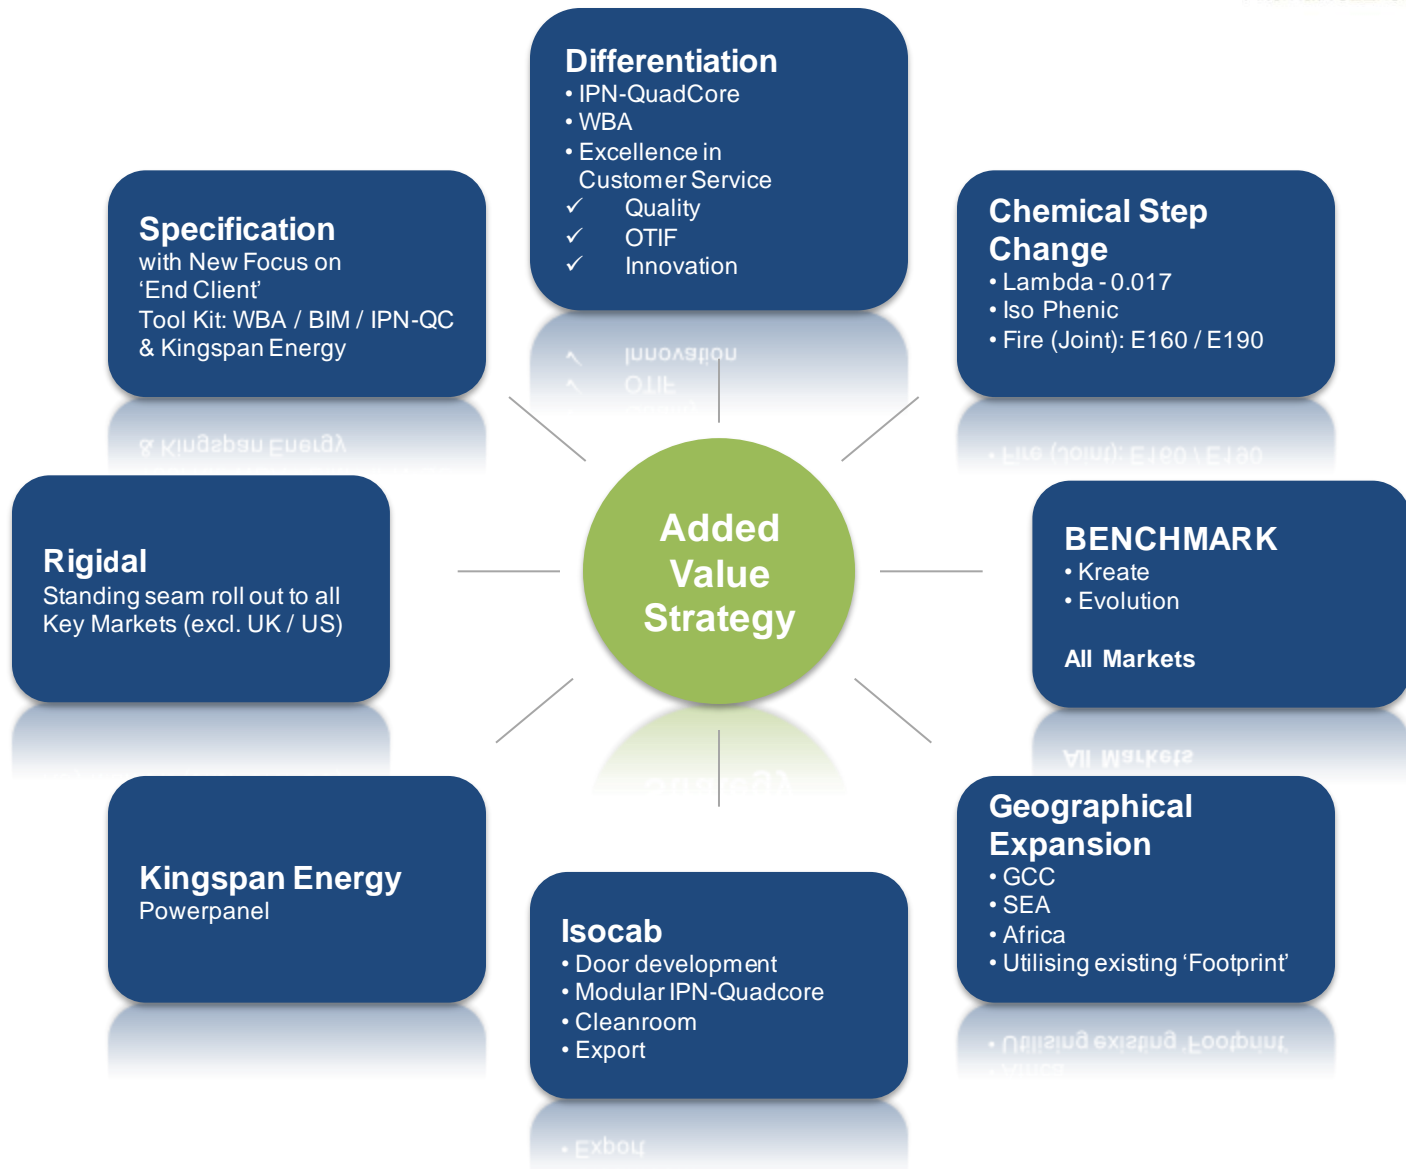 Differentiation
• IPN-QuadCore
• WBA
• Excellence in
Customer Service
✓ Quality
✓ OTIF
✓ Innovation
Specification
with New Focus on
‘End Client’
Tool Kit: WBA / BIM / IPN-QC
& Kingspan Energy
Chemical Step
Change
• Lambda - 0.017
• Iso Phenic
• Fire (Joint): E160 / E190
Rigidal
Standing seam roll out to all
Key Markets (excl. UK / US)
Added
Value
Strategy
BENCHMARK
• Kreate
• Evolution
All Markets
Kingspan Energy
Powerpanel
Isocab
• Door development
• Modular IPN-Quadcore
• Cleanroom
• Export
Geographical
Expansion
• GCC
• SEA
• Africa
• Utilising existing ‘Footprint’